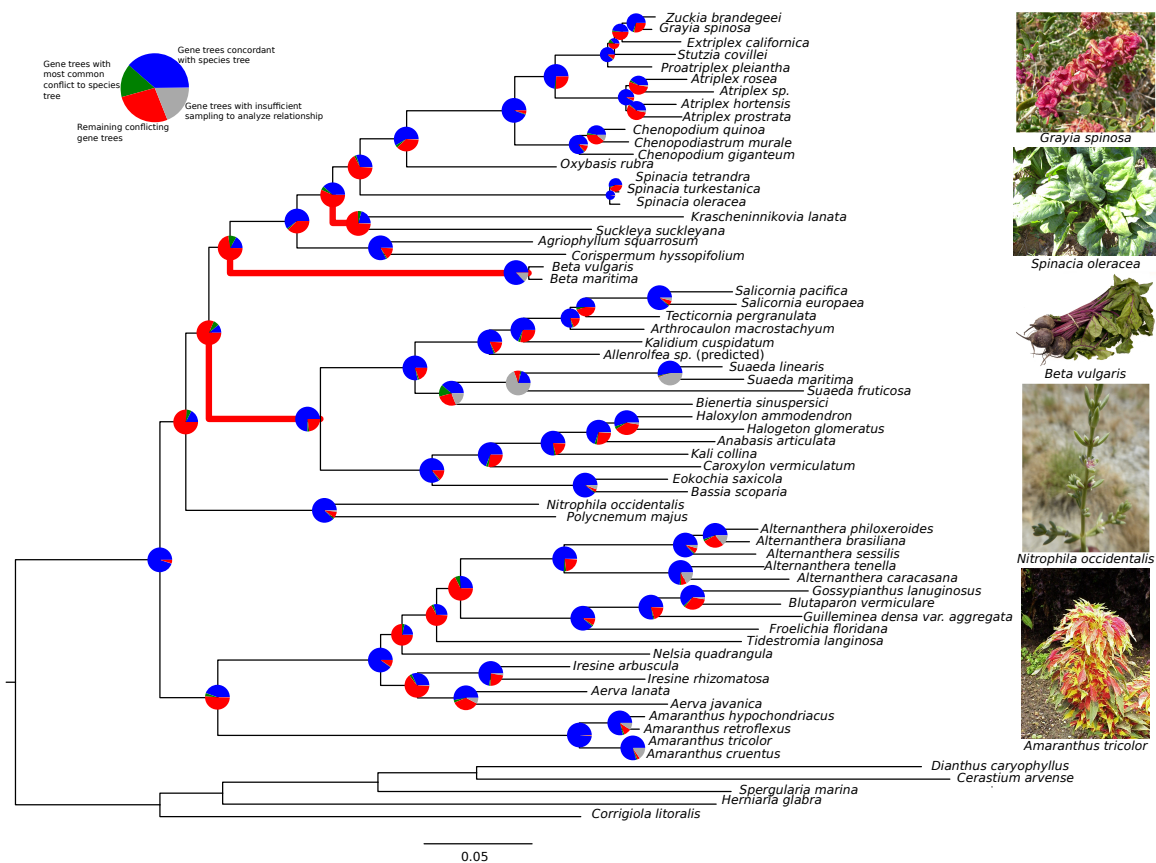 Gene trees concordant
with species tree
Gene trees with
most common
conflict to species
tree
Gene trees with insufficient
sampling to analyze relationship
Remaining conflicting
gene trees
Zuckia brandegeei
Grayia spinosa
Extriplex californica
Stutzia covillei
Proatriplex pleiantha
Atriplex rosea
Atriplex sp.
Atriplex hortensis
Atriplex prostrata
Chenopodium quinoa
Chenopodiastrum murale
Chenopodium giganteum
Oxybasis rubra
Spinacia tetrandra
Spinacia turkestanica
Spinacia oleracea
Krascheninnikovia lanata
Suckleya suckleyana
Agriophyllum squarrosum
Corispermum hyssopifolium
Beta vulgaris
Beta maritima
Salicornia pacifica
Salicornia europaea
Tecticornia pergranulata
Arthrocaulon macrostachyum
Kalidium cuspidatum
Allenrolfea sp. (predicted)
Suaeda linearis
Suaeda maritima
Suaeda fruticosa
Bienertia sinuspersici
Haloxylon ammodendron
Halogeton glomeratus
Anabasis articulata
Kali collina
Caroxylon vermiculatum
Eokochia saxicola
Bassia scoparia
Nitrophila occidentalis
Polycnemum majus
Alternanthera philoxeroides
Alternanthera brasiliana
Alternanthera sessilis
Alternanthera tenella
Alternanthera caracasana
Gossypianthus lanuginosus
Blutaparon vermiculare
Guilleminea densa var. aggregata
Froelichia floridana
Tidestromia langinosa
Nelsia quadrangula
Iresine arbuscula
Iresine rhizomatosa
Aerva lanata
Aerva javanica
Amaranthus hypochondriacus
Amaranthus retroflexus
Amaranthus tricolor
Amaranthus cruentus
Dianthus caryophyllus
Cerastium arvense
Spergularia marina
Herniaria glabra
Corrigiola litoralis
0.05
Grayia spinosa
Spinacia oleracea
Beta vulgaris
Nitrophila occidentalis
Amaranthus tricolor